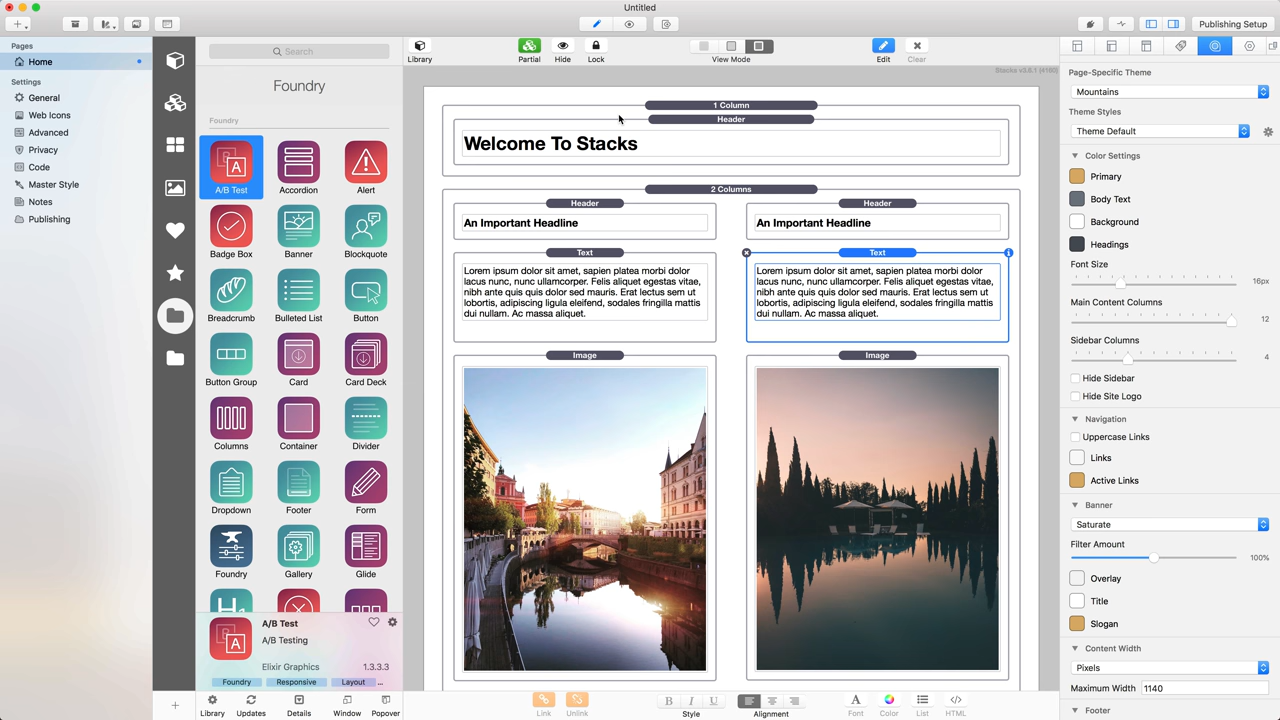 Untitled
Publishing Setup
Pages
Home
Settings
General
Web Icons
Advanced
Privacy
Code
Master Style
Notes
Publishing
Search
Foundry
Foundry
A/B Test
Accordion
Alert
Badge Box
Banner
Blockquote
Breadcrumb
Bulleted List
Button
Button Group
Card
Card Deck
Columns
Container
Divider
Dropdown
Footer
Form
Foundry
Gallery
Glide
A/B Test
A/B Testing
Elixir Graphics
1.3.3.3
Foundry
Responsive
Layout
...
Library
Updates
Details
Window
Popover
Library
Partial
Hide
Lock
View Mode
Edit
Clear
Stacks v3.6.1 (4160)
1 Column
Header
Welcome To Stacks
2 Columns
Header
An Important Headline
Text
Lorem ipsum dolor sit amet, sapien platea morbi dolor
lacus nunc, nunc ullamcorper. Felis aliquet egestas vitae,
nibh ante quis quis dolor sed mauris. Erat lectus sem ut
lobortis, adipiscing ligula eleifend, sodales fringilla mattis
dui nullam. Ac massa aliquet.
Image
Header
An Important Headline
Text
Lorem ipsum dolor sit amet, sapien platea morbi dolor
lacus nunc, nunc ullamcorper. Felis aliquet egestas vitae,
nibh ante quis quis dolor sed mauris. Erat lectus sem ut
lobortis, adipiscing ligula eleifend, sodales fringilla mattis
dui nullam. Ac massa aliquet.
Image
Link
Unlink
B I U
Style
Alignment
A
Font
Color
List
HTML
Page-Specific Theme
Mountains
Theme Styles
Theme Default
Color Settings
Primary
Body Text
Background
Headings
Font Size
16px
Main Content Columns
12
Sidebar Columns
4
Hide Sidebar
Hide Site Logo
Navigation
Uppercase Links
Links
Active Links
Banner
Saturate
Filter Amount
100%
Overlay
Title
Slogan
Content Width
Pixels
Maximum Width 1140
Footer